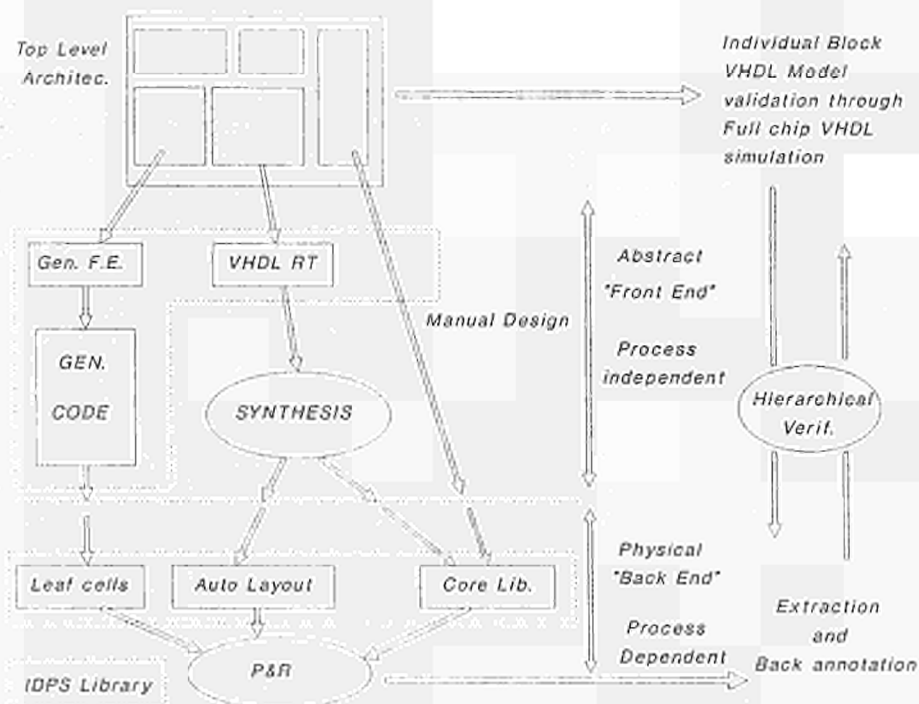 Top Level
Architec.
Individual Block
VHDL Model
validation through
Full chip VHDL
simulation
Gen. F.E.
VHDL RT
Abstract
"Front End"
Manual Design
Process
independent
GEN.
CODE
SYNTHESIS
Hierarchical
Verif.
Physical
"Back End"
Leaf cells
Auto Layout
Core Lib.
Process
Dependent
Extraction
and
Back annotation
P&R
IDPS Library